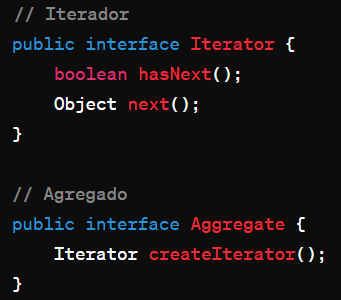 // Iterador
public interface Iterator {
    boolean hasNext();
    Object next();
}

// Agregado
public interface Aggregate {
    Iterator createIterator();
}